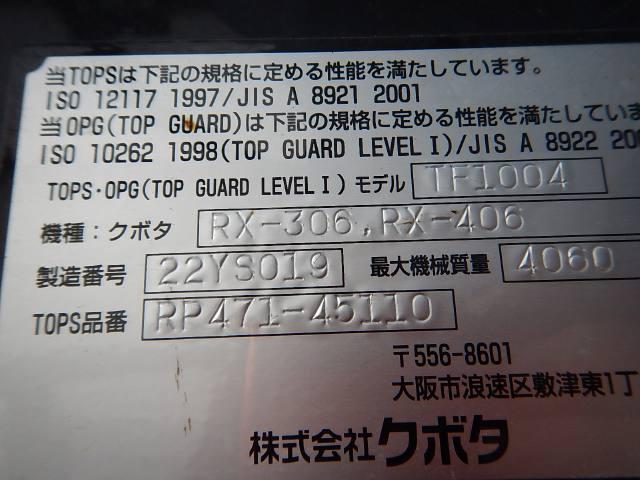 当TOPSは下記の規格に定める性能を満たしています。
ISO 12117 1997/JIS A 8921 2001
当OPG(TOP GUARD)は下記の規格に定める性能を満たしていま
ISO 10262 1998(TOP GUARD LEVEL I)/JIS A 8922 20
TOPS・OPG(TOP GUARD LEVEL I) モデル TF1004
機種：クボタ RX-306,RX-406
製造番号 22YS019 最大機械質量 4060
TOPS品番 RP471-45110
〒556-8601
大阪市浪速区敷津東1丁
株式会社クボタ